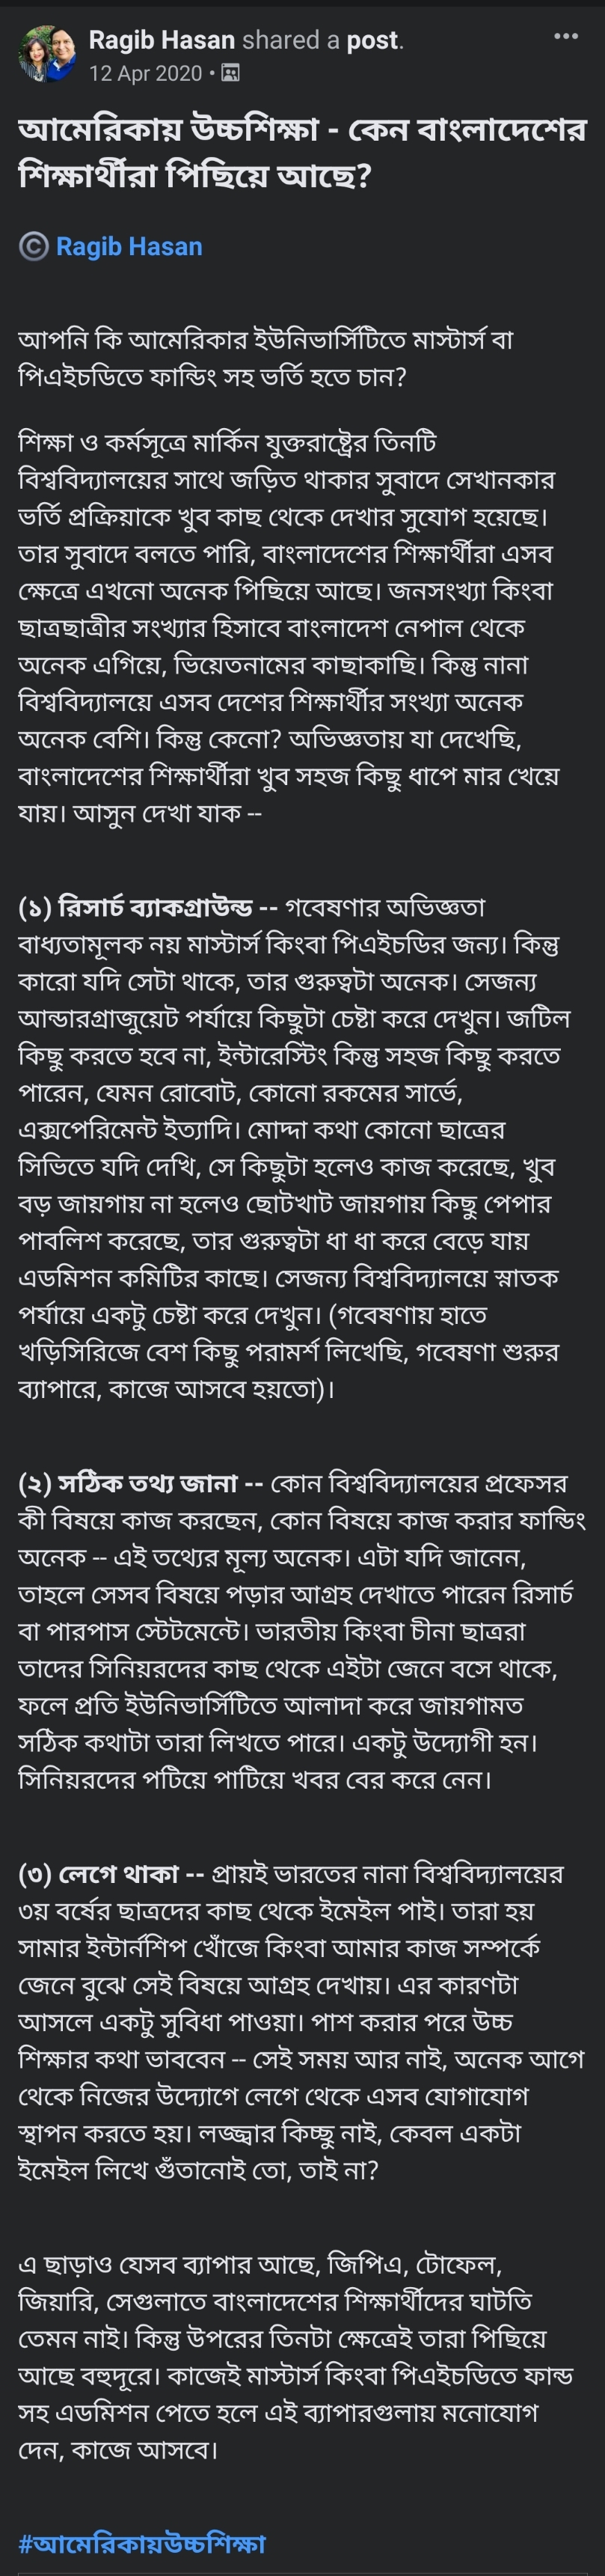 Ragib Hasan shared a post.
12 Apr 2020
আমেরিকায় উচ্চশিক্ষা - কেন বাংলাদেশের
শিক্ষার্থীরা পিছিয়ে আছে?
© Ragib Hasan
আপনি কি আমেরিকার ইউনিভার্সিটিতে মাস্টার্স বা
পিএইচডিতে ফান্ডিং সহ ভর্তি হতে চান?
শিক্ষা ও কর্মসূত্রে মার্কিন যুক্তরাষ্ট্রের তিনটি
বিশ্ববিদ্যালয়ের সাথে জড়িত থাকার সুবাদে সেখানকার
ভর্তি প্রক্রিয়াকে খুব কাছ থেকে দেখার সুযোগ হয়েছে।
তার সুবাদে বলতে পারি, বাংলাদেশের শিক্ষার্থীরা এসব
ক্ষেত্রে এখনো অনেক পিছিয়ে আছে। জনসংখ্যা কিংবা
ছাত্রছাত্রীর সংখ্যার হিসাবে বাংলাদেশ নেপাল থেকে
অনেক এগিয়ে, ভিয়েতনামের কাছাকাছি। কিন্তু নানা
বিশ্ববিদ্যালয়ে এসব দেশের শিক্ষার্থীর সংখ্যা অনেক
অনেক বেশি। কিন্তু কেনো? অভিজ্ঞতায় যা দেখেছি,
বাংলাদেশের শিক্ষার্থীরা খুব সহজ কিছু ধাপে মার খেয়ে
যায়। আসুন দেখা যাক --
(১) রিসার্চ ব্যাকগ্রাউন্ড -- গবেষণার অভিজ্ঞতা
বাধ্যতামূলক নয় মাস্টার্স কিংবা পিএইচডির জন্য। কিন্তু
কারো যদি সেটা থাকে, তার গুরুত্বটা অনেক। সেজন্য
আন্ডারগ্রাজুয়েট পর্যায়ে কিছুটা চেষ্টা করে দেখুন। জটিল
কিছু করতে হবে না, ইন্টারেস্টিং কিন্তু সহজ কিছু করতে
পারেন, যেমন রোবোট, কোনো রকমের সার্ভে,
এক্সপেরিমেন্ট ইত্যাদি। মোদ্দা কথা কোনো ছাত্রের
সিভিতে যদি দেখি, সে কিছুটা হলেও কাজ করেছে, খুব
বড় জায়গায় না হলেও ছোটখাট জায়গায় কিছু পেপার
পাবলিশ করেছে, তার গুরুত্বটা ধা ধা করে বেড়ে যায়
এডমিশন কমিটির কাছে। সেজন্য বিশ্ববিদ্যালয়ে স্নাতক
পর্যায়ে একটু চেষ্টা করে দেখুন। (গবেষণায় হাতে
খড়িসিরিজে বেশ কিছু পরামর্শ লিখেছি, গবেষণা শুরুর
ব্যাপারে, কাজে আসবে হয়তো)।
(২) সঠিক তথ্য জানা -- কোন বিশ্ববিদ্যালয়ের প্রফেসর
কী বিষয়ে কাজ করছেন, কোন বিষয়ে কাজ করার ফান্ডিং
অনেক -- এই তথ্যের মূল্য অনেক। এটা যদি জানেন,
তাহলে সেসব বিষয়ে পড়ার আগ্রহ দেখাতে পারেন রিসার্চ
বা পারপাস স্টেটমেন্টে। ভারতীয় কিংবা চীনা ছাত্ররা
তাদের সিনিয়রদের কাছ থেকে এইটা জেনে বসে থাকে,
ফলে প্রতি ইউনিভার্সিটিতে আলাদা করে জায়গামত
সঠিক কথাটা তারা লিখতে পারে। একটু উদ্যোগী হন।
সিনিয়রদের পটিয়ে পাটিয়ে খবর বের করে নেন।
(৩) লেগে থাকা -- প্রায়ই ভারতের নানা বিশ্ববিদ্যালয়ের
৩য় বর্ষের ছাত্রদের কাছ থেকে ইমেইল পাই। তারা হয়
সামার ইন্টার্নশিপ খোঁজে কিংবা আমার কাজ সম্পর্কে
জেনে বুঝে সেই বিষয়ে আগ্রহ দেখায়। এর কারণটা
আসলে একটু সুবিধা পাওয়া। পাশ করার পরে উচ্চ
শিক্ষার কথা ভাববেন -- সেই সময় আর নাই, অনেক আগে
থেকে নিজের উদ্যোগে লেগে থেকে এসব যোগাযোগ
স্থাপন করতে হয়। লজ্জ্বার কিচ্ছু নাই, কেবল একটা
ইমেইল লিখে গুঁতানোই তো, তাই না?
এ ছাড়াও যেসব ব্যাপার আছে, জিপিএ, টোফেল,
জিয়ারি, সেগুলাতে বাংলাদেশের শিক্ষার্থীদের ঘাটতি
তেমন নাই। কিন্তু উপরের তিনটা ক্ষেত্রেই তারা পিছিয়ে
আছে বহুদূরে। কাজেই মাস্টার্স কিংবা পিএইচডিতে ফান্ড
সহ এডমিশন পেতে হলে এই ব্যাপারগুলায় মনোযোগ
দেন, কাজে আসবে।
#আমেরিকায়উচ্চশিক্ষা